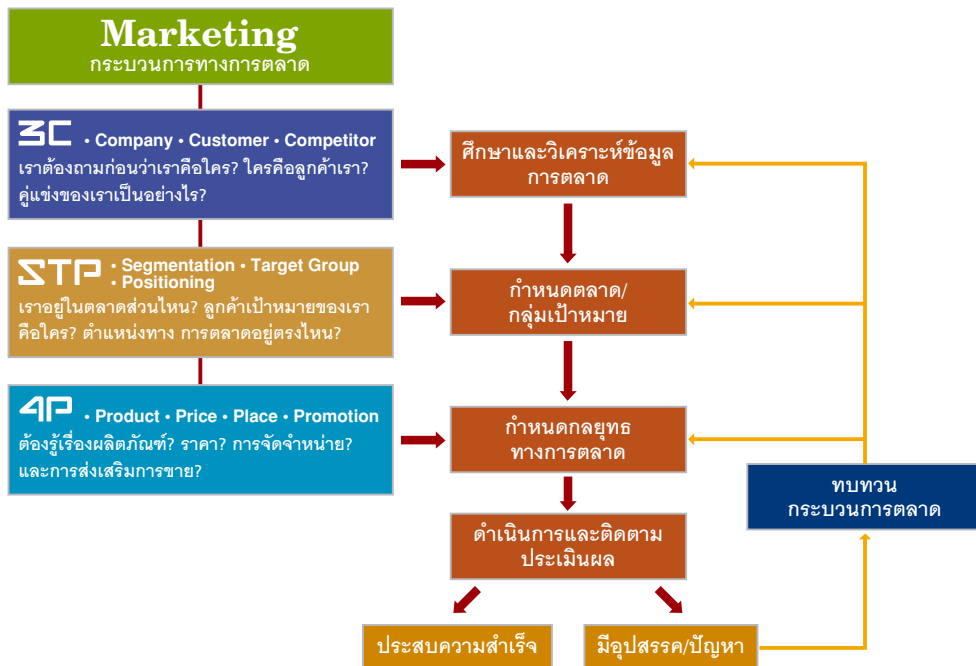 Marketing
กระบวนการทางการตลาด
3C • Company • Customer • Competitor
เราต้องถามก่อนว่าเราคือใคร? ใครคือลูกค้าเรา?
คู่แข่งของเราเป็นอย่างไร?
ศึกษาและวิเคราะห์ข้อมูล
การตลาด
STP • Segmentation • Target Group
• Positioning
เราอยู่ในตลาดส่วนไหน? ลูกค้าเป้าหมายของเรา
คือใคร? ตำแหน่งทาง การตลาดอยู่ตรงไหน?
กำหนดตลาด/
กลุ่มเป้าหมาย
4P • Product • Price • Place • Promotion
ต้องรู้เรื่องผลิตภัณฑ์? ราคา? การจัดจำหน่าย?
และการส่งเสริมการขาย?
กำหนดกลยุทธ
ทางการตลาด
ทบทวน
กระบวนการตลาด
ดำเนินการและติดตาม
ประเมินผล
ประสบความสำเร็จ
มีอุปสรรค/ปัญหา